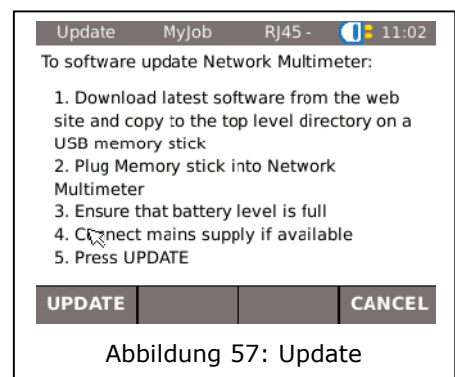 Update MyJob RJ45 - 11:02
To software update Network Multimeter:
1. Download latest software from the web
site and copy to the top level directory on a
USB memory stick
2. Plug Memory stick into Network
Multimeter
3. Ensure that battery level is full
4. Connect mains supply if available
5. Press UPDATE
UPDATE CANCEL
Abbildung 57: Update